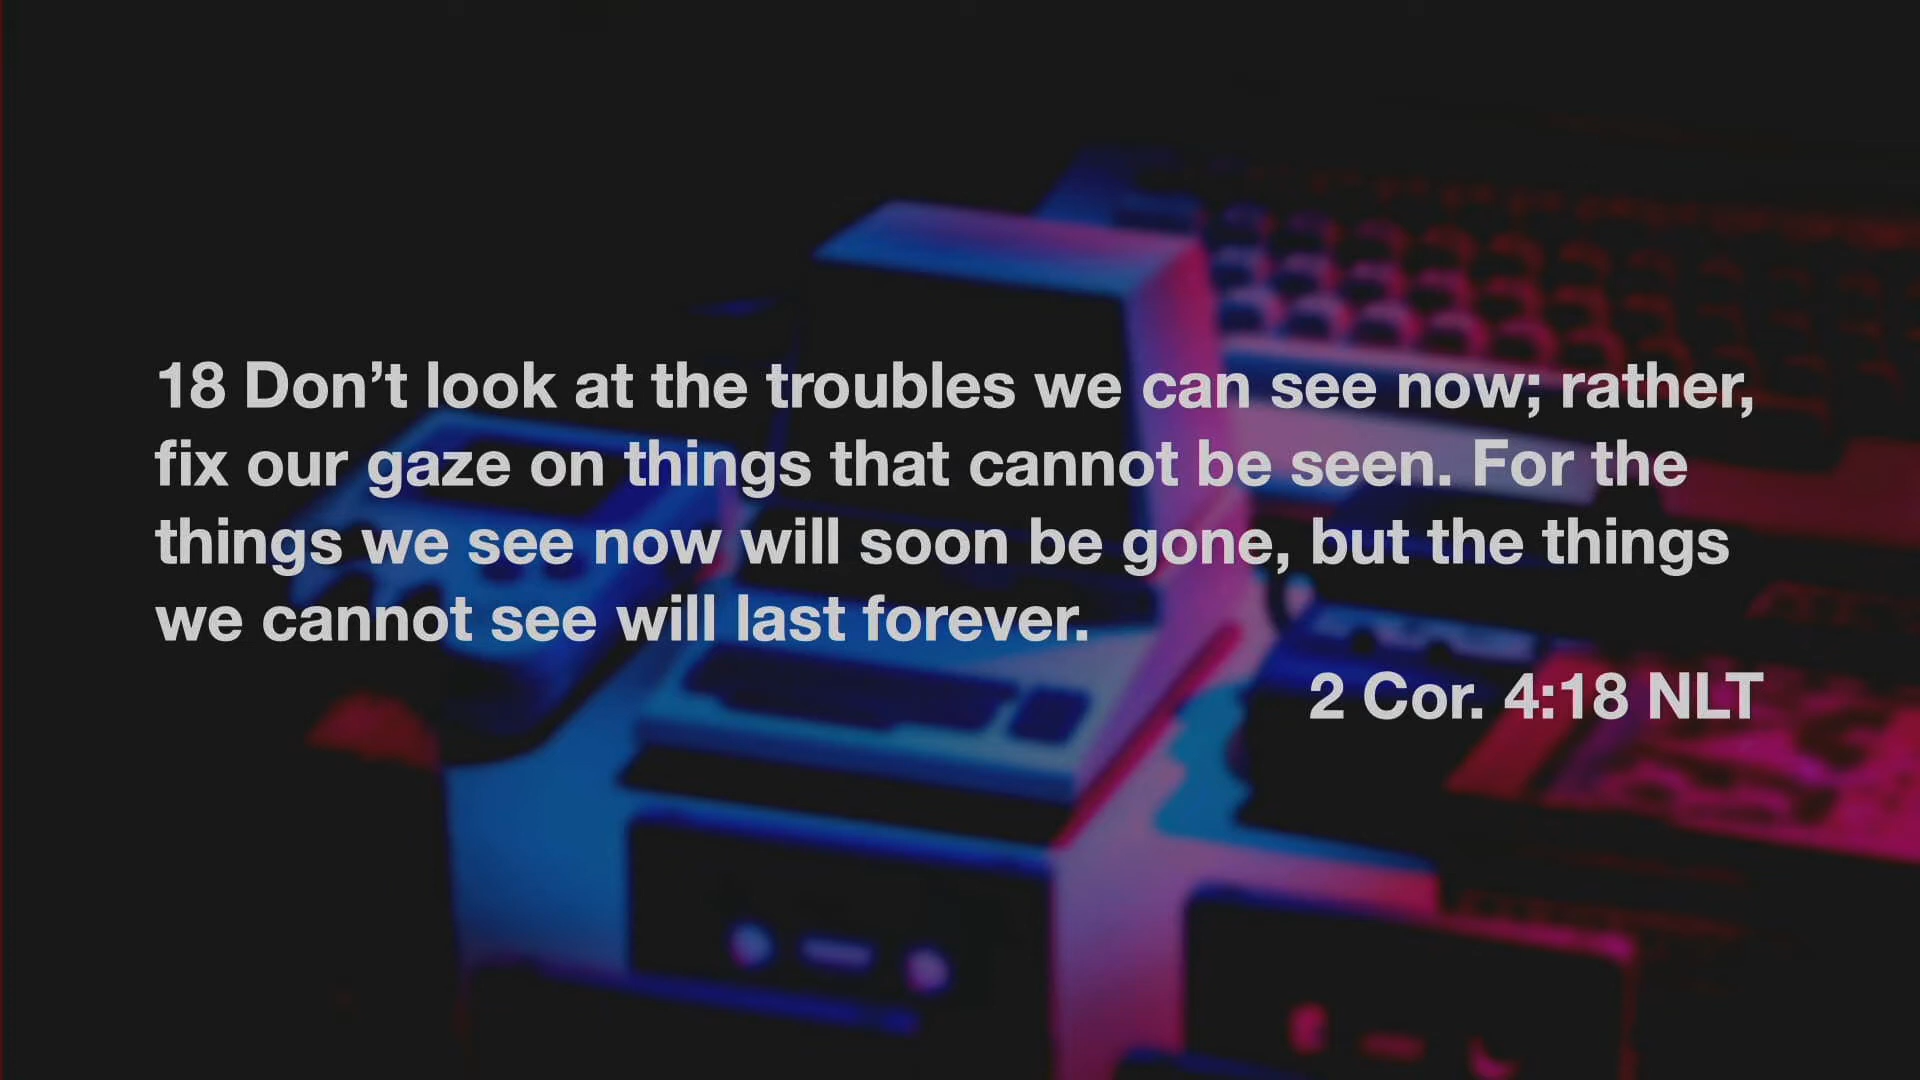 18 Don’t look at the troubles we can see now; rather,
fix our gaze on things that cannot be seen. For the
things we see now will soon be gone, but the things
we cannot see will last forever.
2 Cor. 4:18 NLT